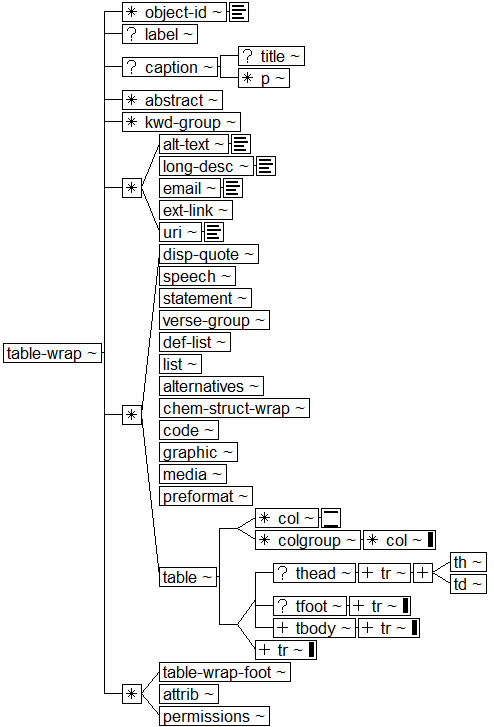 * object-id ~
? label ~
? caption ~
? title ~
* p ~
* abstract ~
* kwd-group ~
*
alt-text ~
long-desc ~
email ~
ext-link ~
uri ~
disp-quote ~
speech ~
statement ~
verse-group ~
def-list ~
table-wrap ~
list ~
alternatives ~
chem-struct-wrap ~
*
code ~
graphic ~
media ~
preformat ~
* col ~
* colgroup ~ * col ~
table ~
? thead ~ + tr ~ +
th ~
td ~
? tfoot ~ + tr ~
+ tbody ~ + tr ~
+ tr ~
table-wrap-foot ~
*
attrib ~
permissions ~